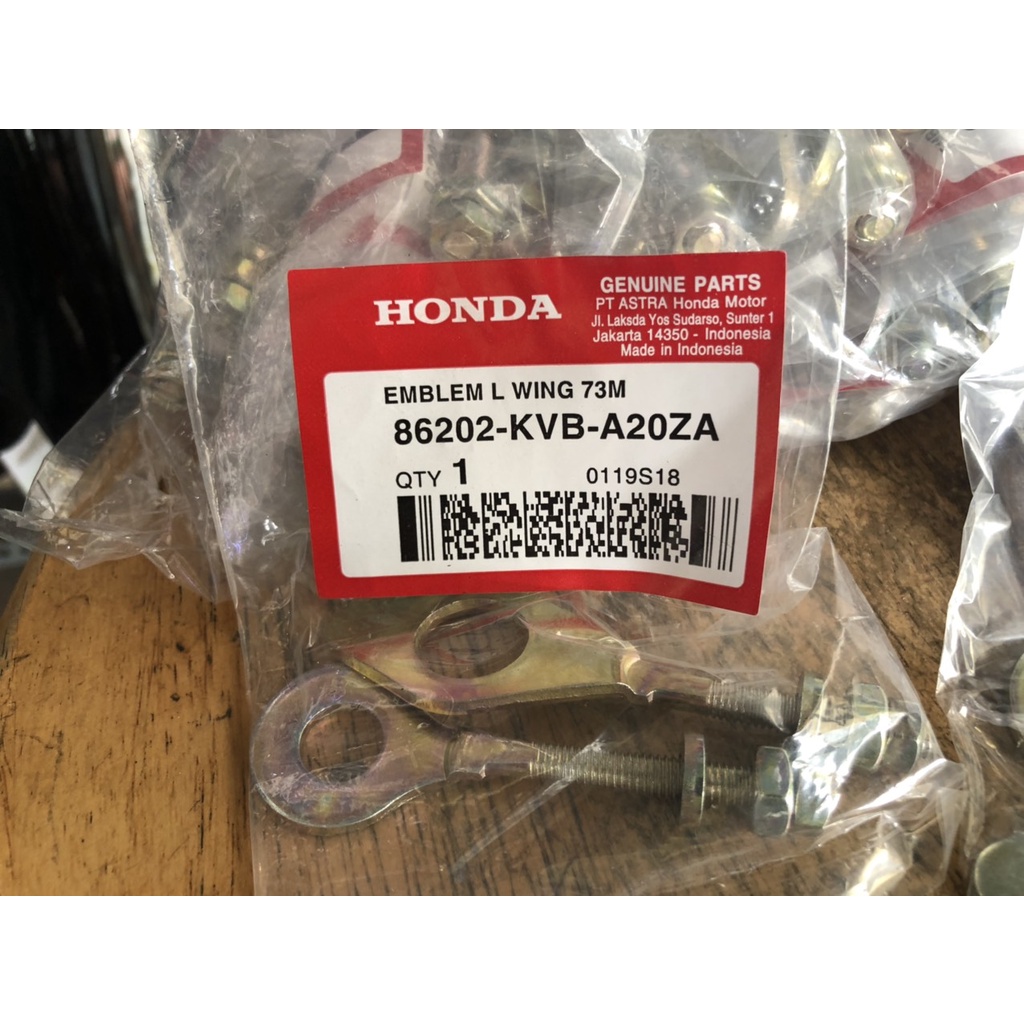 HONDA
GENUINE PARTS
PT ASTRA Honda Motor
Jl. Laksda Yos Sudarso, Sunter 1
Jakarta 14350 - Indonesia
Made in Indonesia
EMBLEM L WING 73M
86202-KVB-A20ZA
QTY 1 0119S18